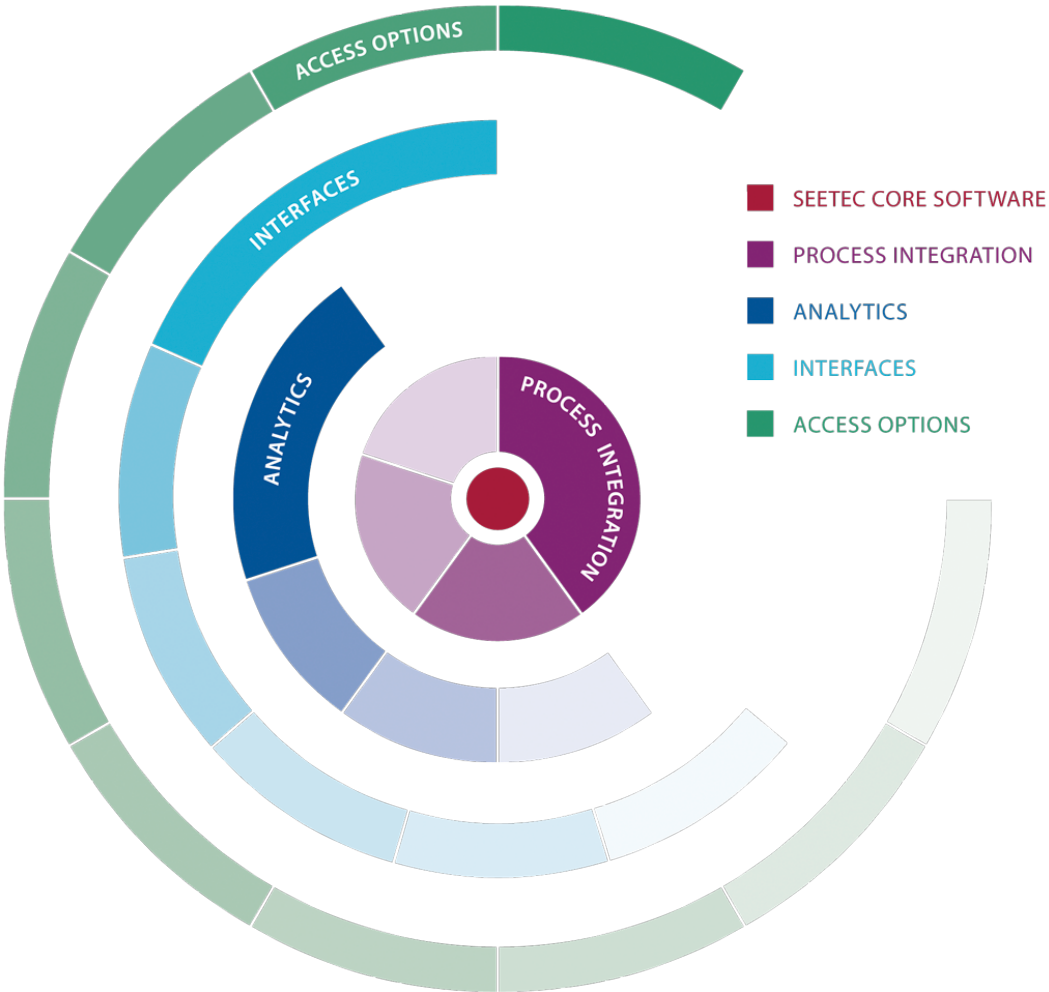 ACCESS OPTIONS
INTERFACES
ANALYTICS
PROCESS INTEGRATION
SEETEC CORE SOFTWARE
PROCESS INTEGRATION
ANALYTICS
INTERFACES
ACCESS OPTIONS